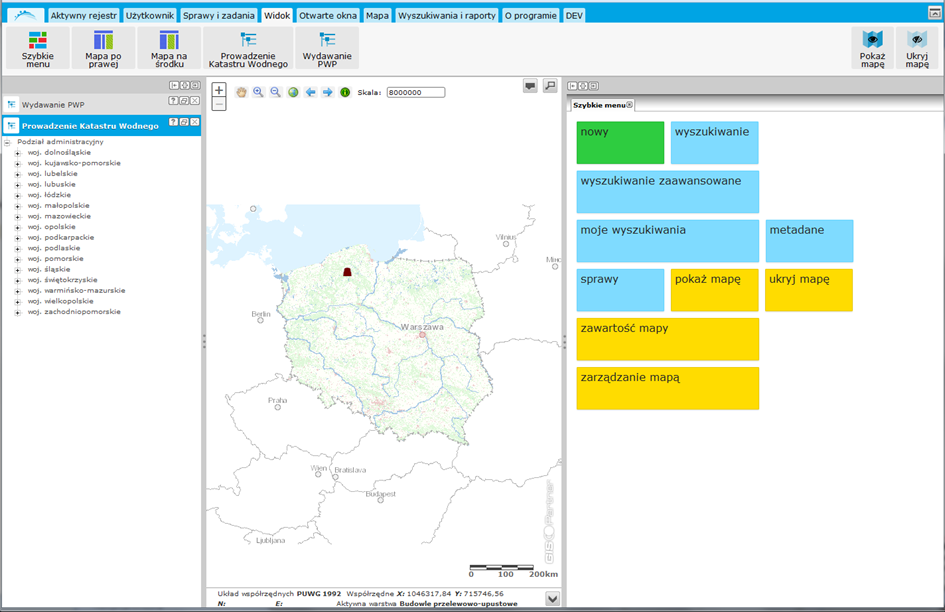 Aktywny rejestr Użytkownik Sprawy i zadania Widok Otwarte okna Mapa Wyszukiwania i raporty O programie DEV
Szybkie menu
Mapa po prawej
Mapa na środku
Prowadzenie Katastru Wodnego
Wydawanie PWP
Pokaż mapę
Ukryj mapę
Wydawanie PWP
Prowadzenie Katastru Wodnego
Podział administracyjny
woj. dolnośląskie
woj. kujawsko-pomorskie
woj. lubelskie
woj. lubuskie
woj. łódzkie
woj. małopolskie
woj. mazowieckie
woj. opolskie
woj. podkarpackie
woj. podlaskie
woj. pomorskie
woj. śląskie
woj. świętokrzyskie
woj. warmińsko-mazurskie
woj. wielkopolskie
woj. zachodniopomorskie
Skala: 8000000
Vilnius
Berlin
Warszawa
Praha
Wien
Bratislava
Budapest
Ljubljana
GISPartner
0 100 200km
Układ współrzędnych PUWG 1992 Współrzędne X: 1046317,84 Y: 715746,56
N: E: Aktywna warstwa Budowle przelewowo-upustowe
Szybkie menu
nowy
wyszukiwanie
wyszukiwanie zaawansowane
moje wyszukiwania
metadane
sprawy
pokaż mapę
ukryj mapę
zawartość mapy
zarządzanie mapą